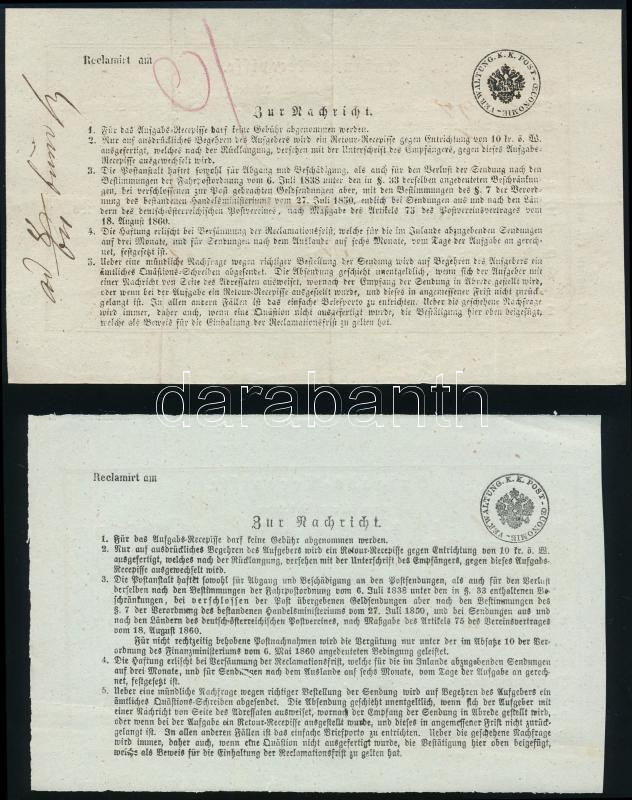 Reclamirt am
VERWALTUNG. K. K. POST - OECONOMIE-
Zur Nachricht.
1. Für das Aufgabs-Recepisse darf keine Gebühr abgenommen werden.
2. Nur auf ausdrückliches Begehren des Aufgebers wird ein Retour-Recepisse gegen Entrichtung von 10 kr. ö. W.
ausgefertigt, welches nach der Rücklangung, versehen mit der Unterschrift des Empfängers, gegen dieses Aufgabs-
Recepisse ausgewechselt wird.
3. Die Postanstalt haftet sowohl für Abgang und Beschädigung, als auch für den Verlust der Sendung nach den
Bestimmungen der Fahrpostordnung vom 6. Juli 1838 unter den in §. 33 derselben angedeuteten Beschränkun-
gen, bei verschlossen zur Post gebrachten Geldsendungen aber, mit den Bestimmungen des §. 7 der Verord-
nung des bestandenen Handelsministeriums vom 27. Juli 1850, endlich bei Sendungen aus und nach den Län-
dern des deutsch-österreichischen Postvereines, nach Maßgabe des Artikels 75 des Postvereinsvertrages vom
18. August 1860.
4. Die Haftung erlischt bei Versäumung der Reclamationsfrist, welche für die im Inlande abzugebenden Sendungen
auf drei Monate, und für Sendungen nach dem Auslande auf sechs Monate, vom Tage der Aufgabe an gerech-
net, festgesetzt ist.
5. Ueber eine mündliche Nachfrage wegen richtiger Bestellung der Sendung wird auf Begehren des Aufgebers ein
ämtliches Quästions-Schreiben abgesendet. Die Absendung geschieht unentgeldlich, wenn sich der Aufgeber mit
einer Nachricht von Seite des Adressaten ausweiset, wornach der Empfang der Sendung in Abrede gestellt wird,
oder wenn bei der Aufgabe ein Retour-Recepisse ausgestellt wurde, und dieses in angemessener Frist nicht zurück-
gelangt ist. In allen andern Fällen ist das einfache Briefporto zu entrichten. Ueber die geschehene Nachfrage
wird immer, daher auch, wenn eine Quästion nicht ausgefertigt wurde, die Bestätigung hier oben beigefügt,
welche als Beweis für die Einhaltung der Reclamationsfrist zu gelten hat.
darabanth
Reclamirt am
VERWALTUNG. K. K. POST - OECONOMIE-
Zur Nachricht.
1. Für das Aufgabs-Recepisse darf keine Gebühr abgenommen werden.
2. Nur auf ausdrückliches Begehren des Aufgebers wird ein Retour-Recepisse gegen Entrichtung von 10 kr. ö. W.
ausgefertigt, welches nach der Rücklangung, versehen mit der Unterschrift des Empfängers, gegen dieses Aufgabs-
Recepisse ausgewechselt wird.
3. Die Postanstalt haftet sowohl für Abgang und Beschädigung an den Postsendungen, als auch für den Verlust
derselben nach den Bestimmungen der Fahrpostordnung vom 6. Juli 1838 unter den in §. 33 enthaltenen Be-
schränkungen, bei verschlossen der Post übergebenen Geldsendungen aber nach den Bestimmungen des
§. 7 der Verordnung des bestandenen Handelsministeriums vom 27. Juli 1850, und bei Sendungen aus und
nach den Ländern des deutsch-österreichischen Postvereines, nach Maßgabe des Artikels 75 des Vereinsvertrages
vom 18. August 1860.
Für nicht rechtzeitig behobene Postnachnahmen wird die Vergütung nur unter der im Absatze 10 der Ver-
ordnung des Finanzministeriums vom 6. Mai 1860 angedeuteten Bedingung geleistet.
4. Die Haftung erlischt bei Versäumung der Reclamationsfrist, welche für die im Inlande abzugebenden Sendungen
auf drei Monate, und für Sendungen nach dem Auslande auf sechs Monate, vom Tage der Aufgabe an gerech-
net, festgesetzt ist.
5. Ueber eine mündliche Nachfrage wegen richtiger Bestellung der Sendung wird auf Begehren des Aufgebers ein
ämtliches Quästions-Schreiben abgesendet. Die Absendung geschieht unentgeltlich, wenn sich der Aufgeber mit
einer Nachricht von Seite des Adressaten ausweiset, wornach der Empfang der Sendung in Abrede gestellt wird,
oder wenn bei der Aufgabe ein Retour-Recepisse ausgestellt wurde, und dieses in angemessener Frist nicht zurück-
gelangt ist. In allen anderen Fällen ist das einfache Briefporto zu entrichten. Ueber die geschehene Nachfrage
wird immer, daher auch, wenn eine Quästion nicht ausgefertigt wurde, die Bestätigung hier oben beigefügt,
welche als Beweis für die Einhaltung der Reclamationsfrist zu gelten hat.